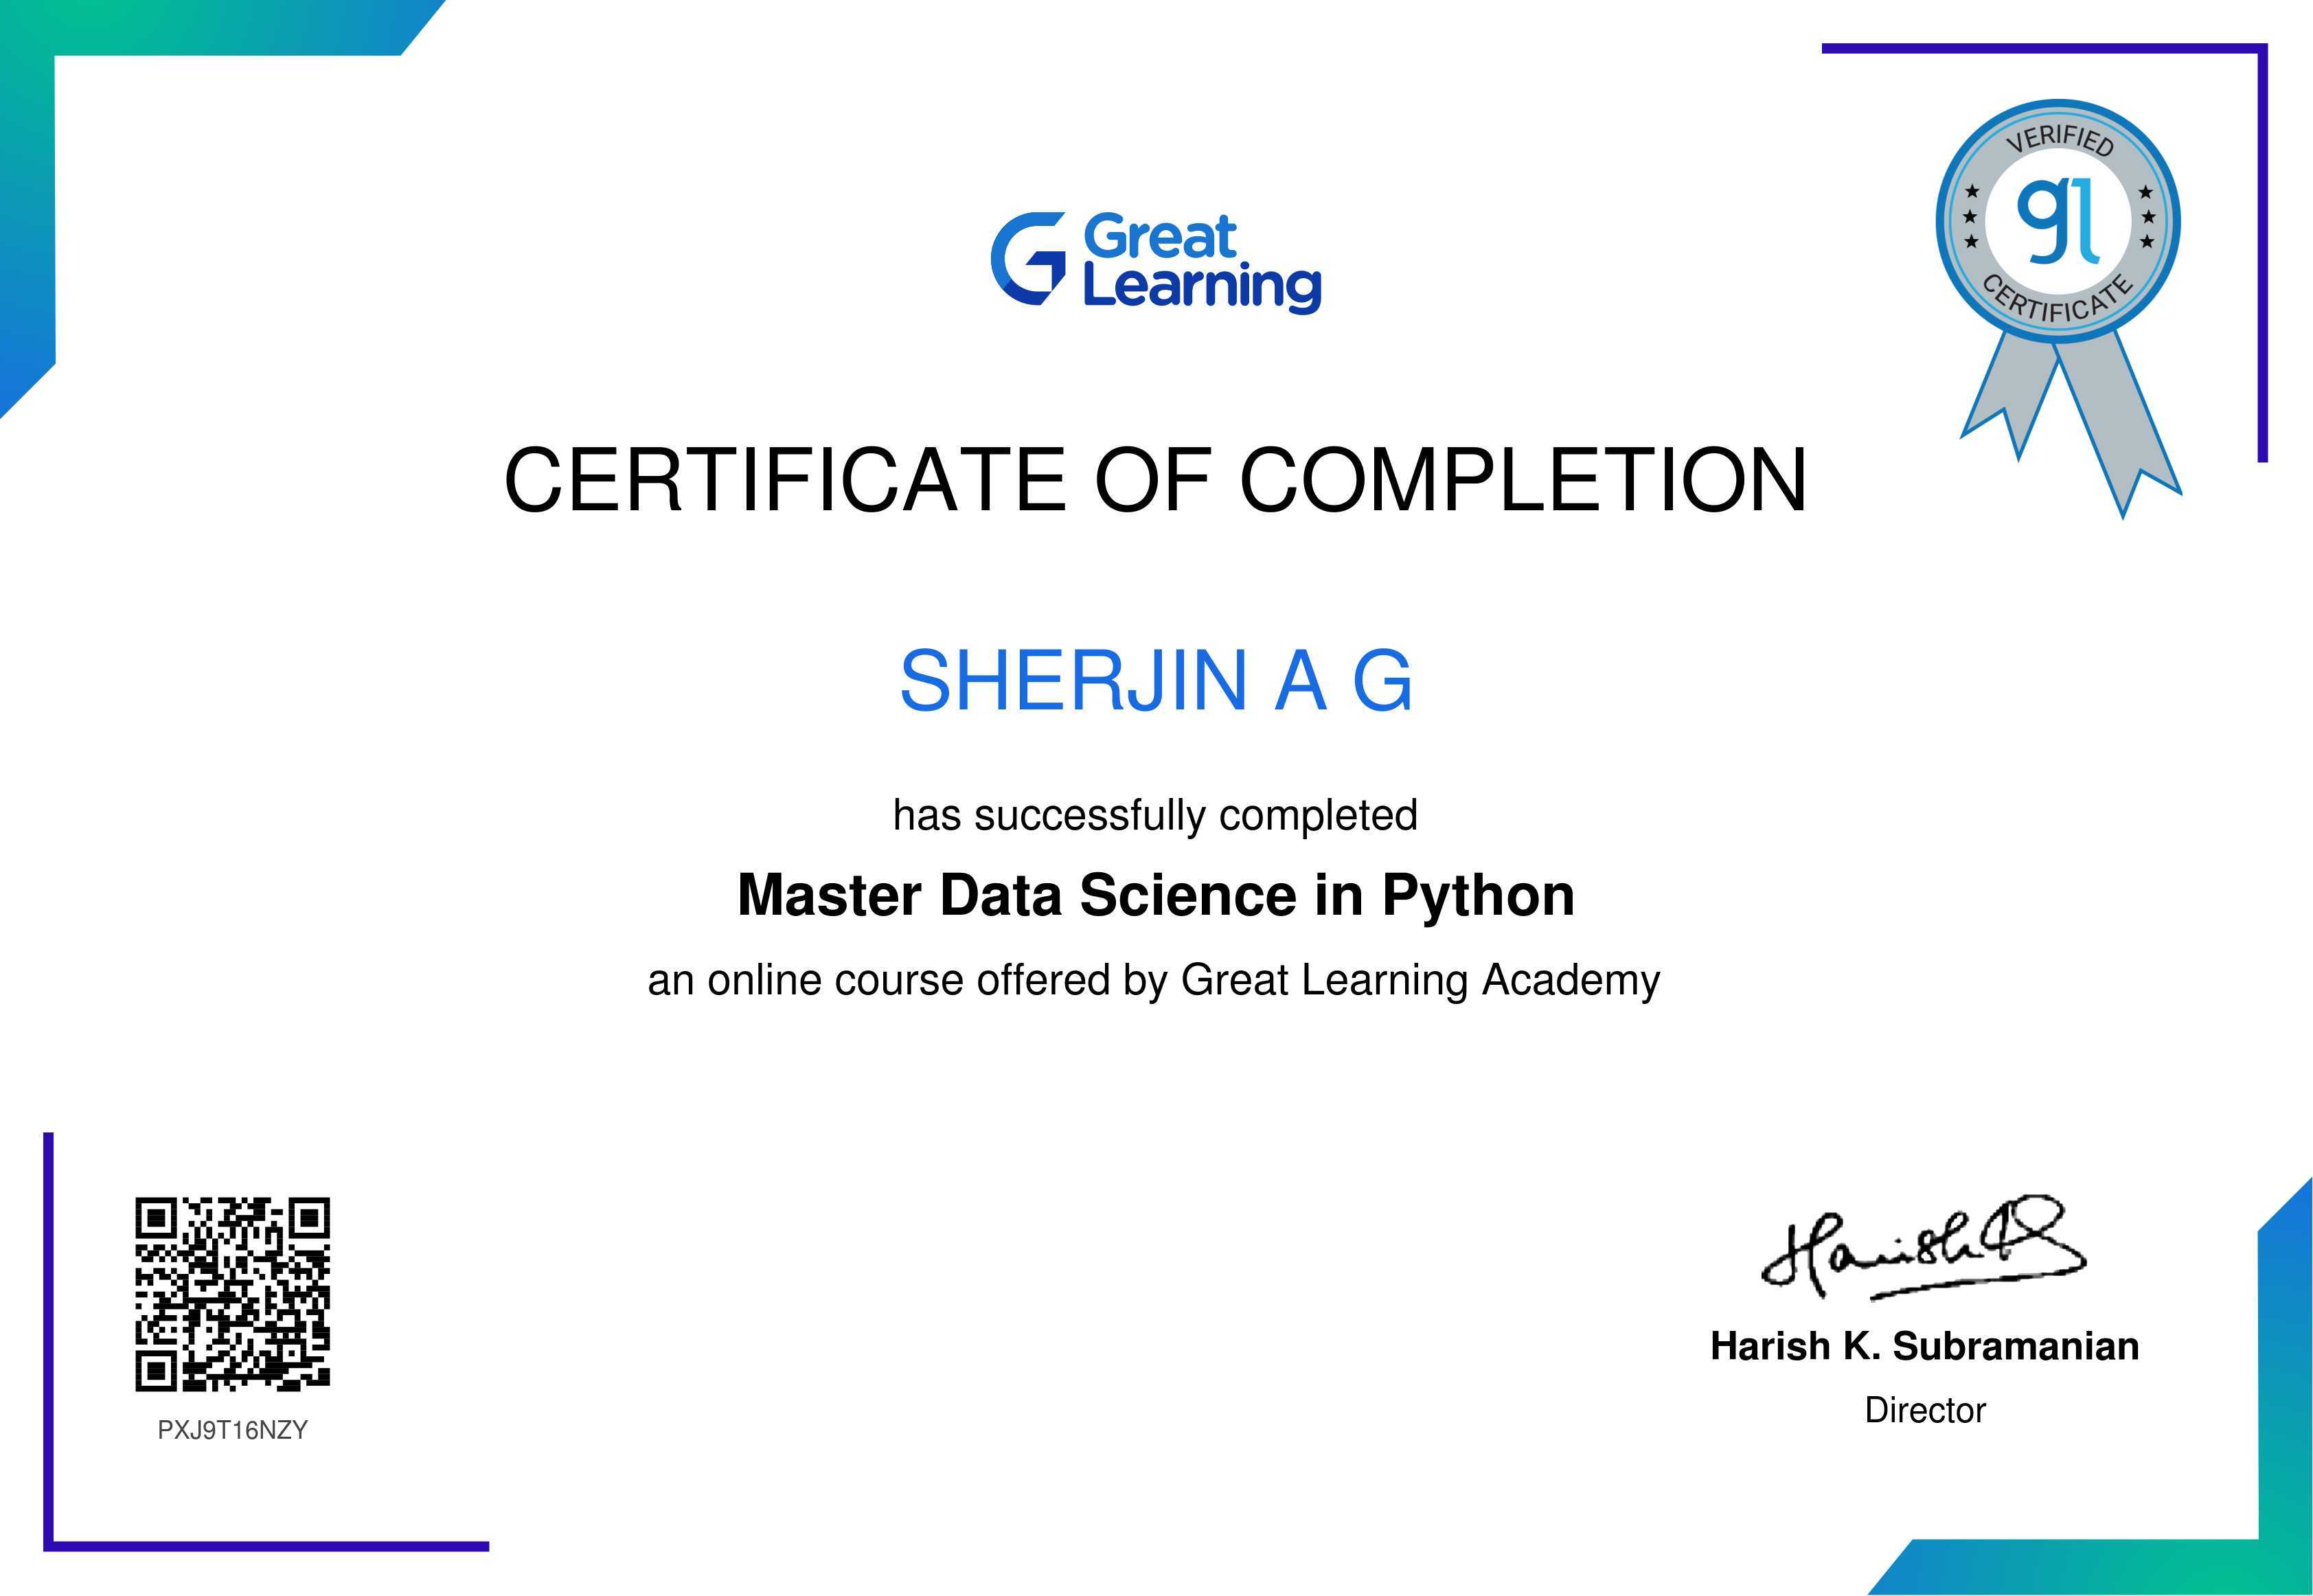 VERIFIED
gl
CERTIFICATE
Great
Learning
CERTIFICATE OF COMPLETION
SHERJIN A G
has successfully completed
Master Data Science in Python
an online course offered by Great Learning Academy
Harish K. Subramanian
Director
PXJ9T16NZY